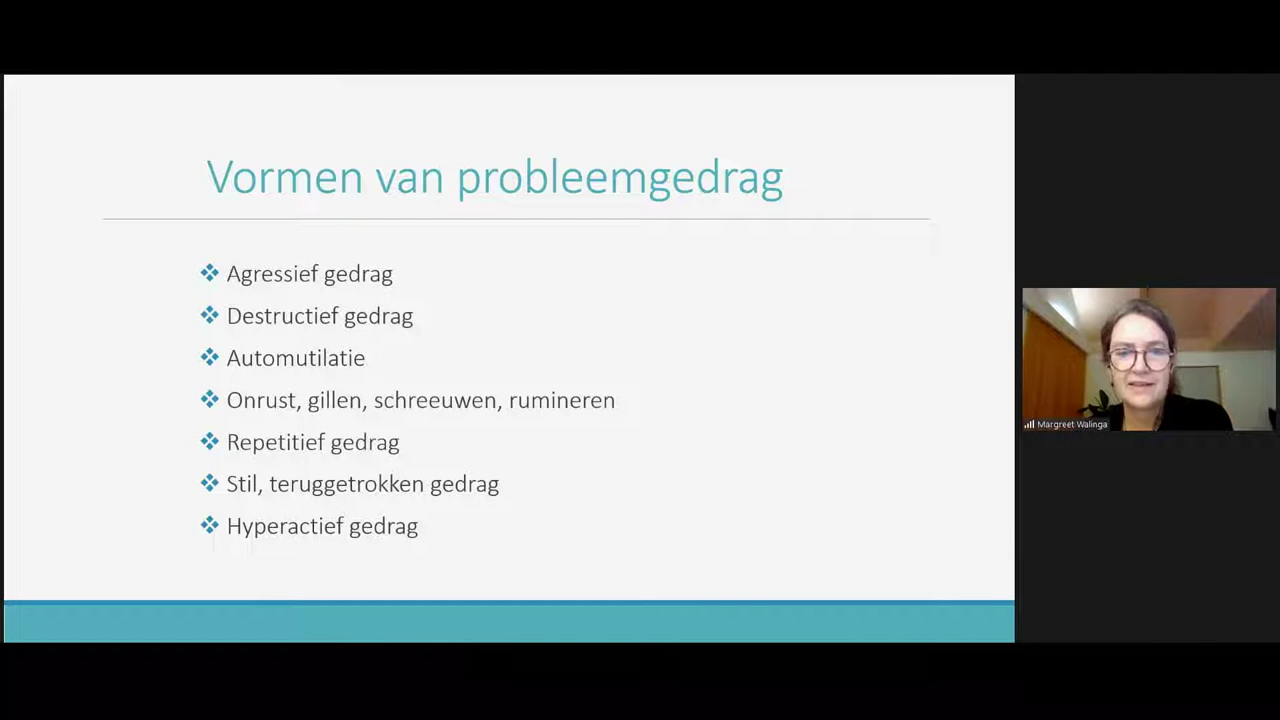 Vormen van probleemgedrag
Agressief gedrag
Destructief gedrag
Automutilatie
Onrust, gillen, schreeuwen, rumineren
Repetitief gedrag
Stil, teruggetrokken gedrag
Hyperactief gedrag
Margreet Walinga